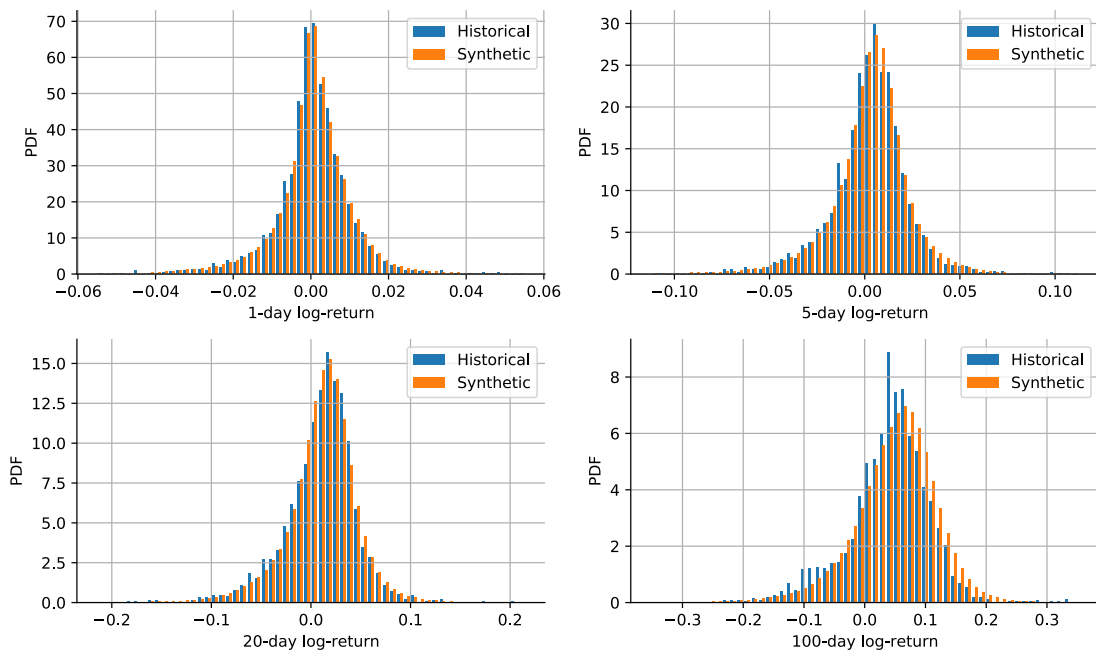 70
60
50
40
30
20
10
0
PDF
Historical
Synthetic
−0.06 −0.04 −0.02 0.00 0.02 0.04 0.06
1-day log-return
30
25
20
15
10
5
0
PDF
Historical
Synthetic
−0.10 −0.05 0.00 0.05 0.10
5-day log-return
15.0
12.5
10.0
7.5
5.0
2.5
0.0
PDF
Historical
Synthetic
−0.2 −0.1 0.0 0.1 0.2
20-day log-return
8
6
4
2
0
PDF
Historical
Synthetic
−0.3 −0.2 −0.1 0.0 0.1 0.2 0.3
100-day log-return